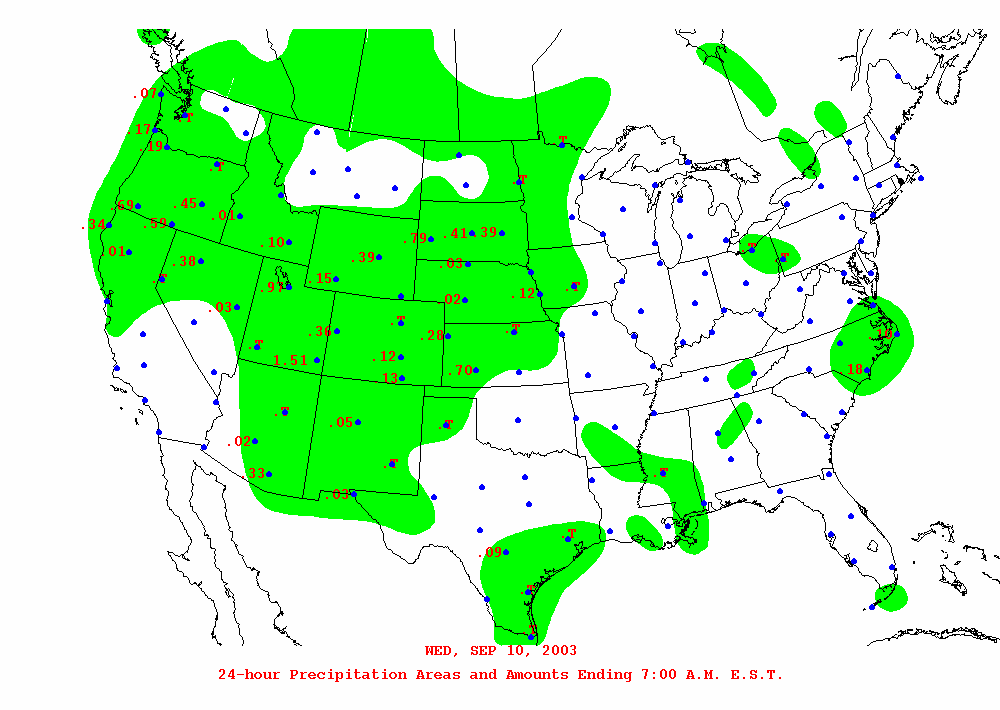 .07
.T
.17
.19
.T
.T
.T
.69
.45
.01
.34
.59
.79
.41
.39
.01
.10
.39
.38
.03
.T
.T
.T
.97
.15
.12
.T
T
.03
.02
.36
.T
.28
.T
18
.T
1.51
.12
.70
.13
18
.T
.05
.T
.02
.T
.33
.T
.03
.T
.09
.T
T
WED, SEP 10, 2003
24-hour Precipitation Areas and Amounts Ending 7:00 A.M. E.S.T.